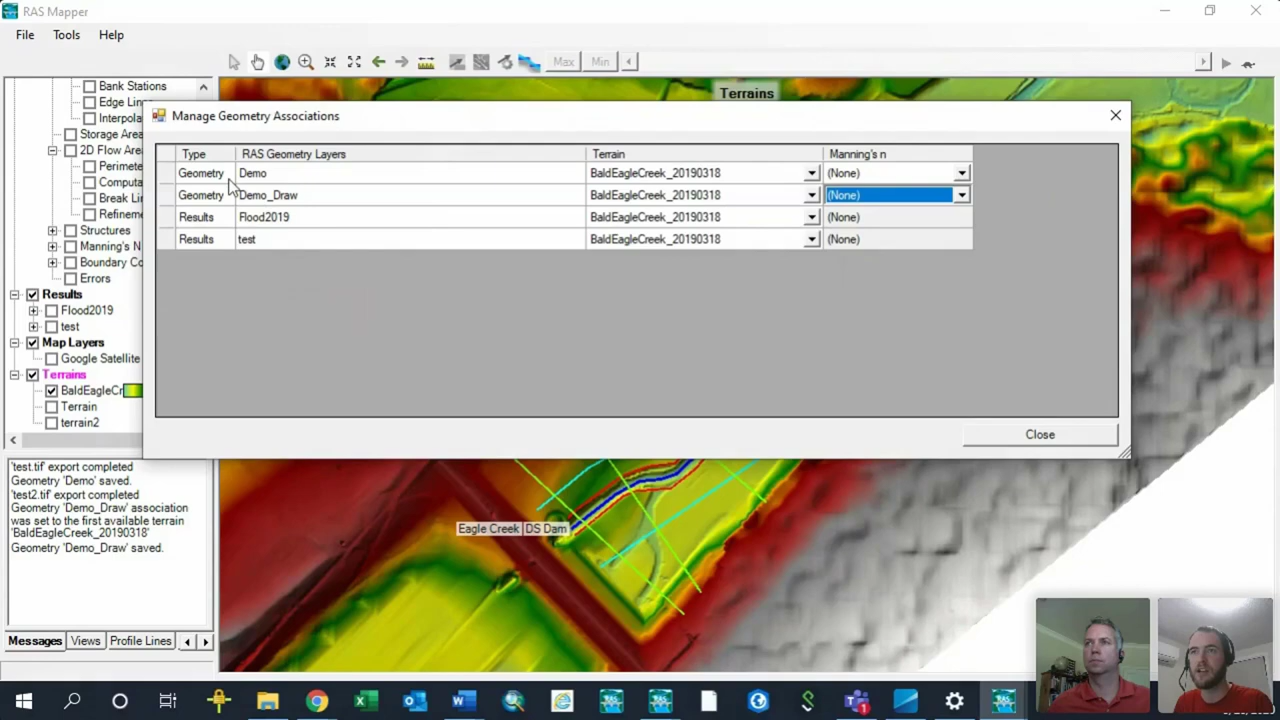 RAS Mapper
File Tools Help
Max Min
Bank Stations
Edge Lin
Interpola
Storage Area
2D Flow Area
Perimete
Computa
Break Li
Refinem
Structures
Manning's N
Boundary Co
Errors
Results
Flood2019
test
Map Layers
Google Satellite
Terrains
BaldEagleCr
Terrain
terrain2
Terrains
Manage Geometry Associations
Type RAS Geometry Layers Terrain Manning's n
Geometry Demo BaldEagleCreek_20190318 (None)
Geometry Demo_Draw BaldEagleCreek_20190318 (None)
Results Flood2019 BaldEagleCreek_20190318 (None)
Results test BaldEagleCreek_20190318 (None)
Close
Eagle Creek DS Dam
'test.tif' export completed
Geometry 'Demo' saved.
'test2.tif' export completed
Geometry 'Demo_Draw' association
was set to the first available terrain
'BaldEagleCreek_20190318'
Geometry 'Demo_Draw' saved.
Messages Views Profile Lines